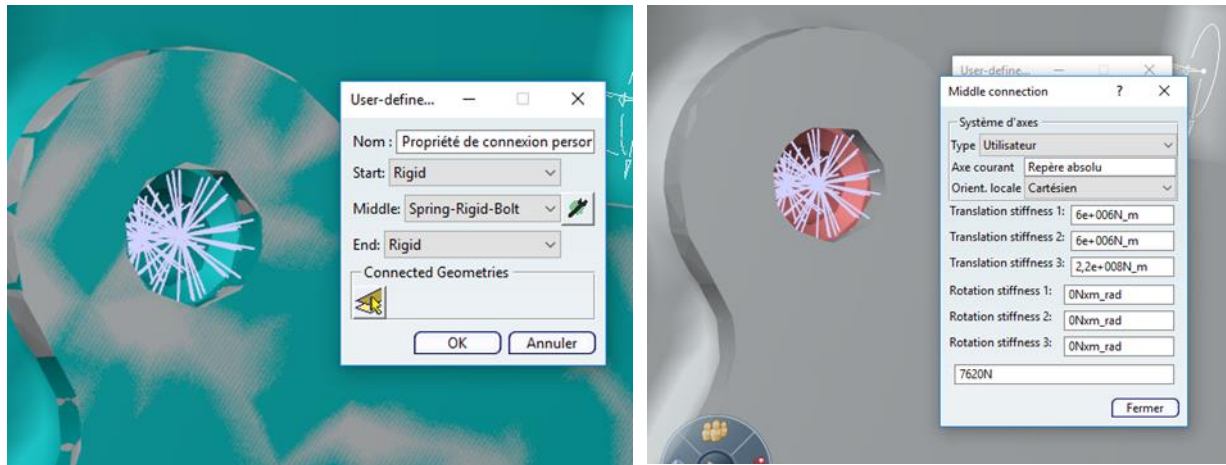 User-define...
Nom : Propriété de connexion person
Start: Rigid
Middle: Spring-Rigid-Bolt
End: Rigid
Connected Geometries
OK Annuler
User-define...
Middle connection ?
Système d'axes
Type Utilisateur
Axe courant Repère absolu
Orient. locale Cartésien
Translation stiffness 1: 6e+006N_m
Translation stiffness 2: 6e+006N_m
Translation stiffness 3: 2,2e+008N_m
Rotation stiffness 1: 0Nxm_rad
Rotation stiffness 2: 0Nxm_rad
Rotation stiffness 3: 0Nxm_rad
7620N
Fermer